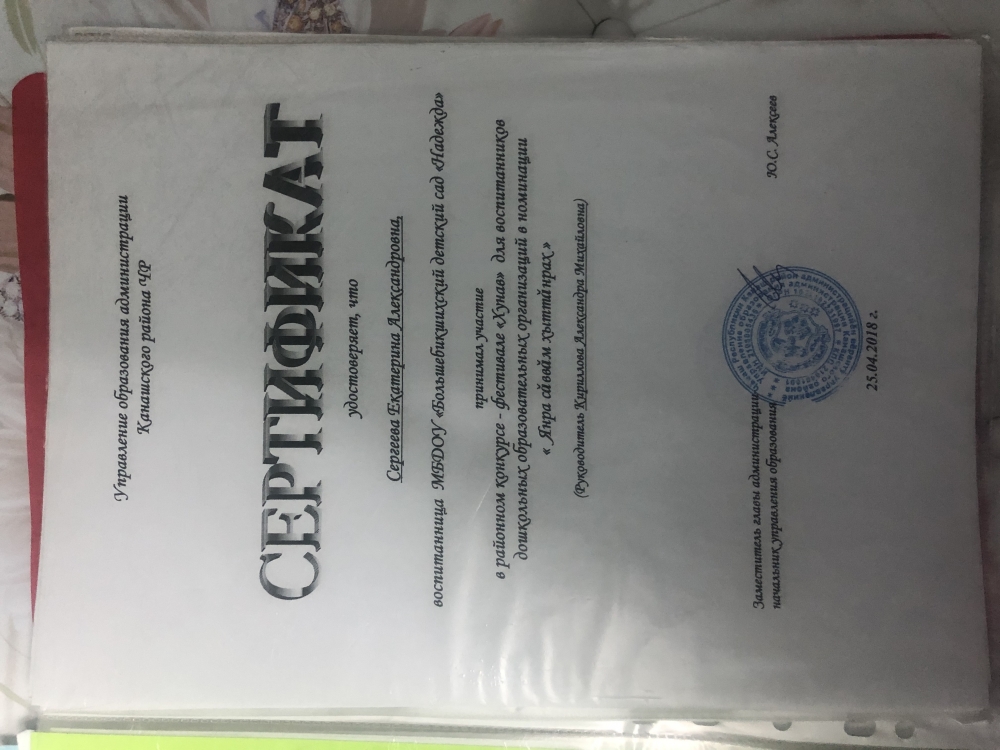 Управление образования администрации
Канашского района ЧР
СЕРТИФИКАТ
удостоверяет, что
Сергеева Екатерина Александровна,
воспитанница МБДОУ «Большебикшихский детский сад «Надежда»
принимал участие
в районном конкурсе - фестивале «Хунав» для воспитанников
дошкольных образовательных организаций в номинации
« Янра сӑвӑм хытӑнрах »
(Руководитель Кириллова Александра Михайловна)
Заместитель главы администрации
начальник управления образования
Ю.С. Алексеев
25.04.2018 г.